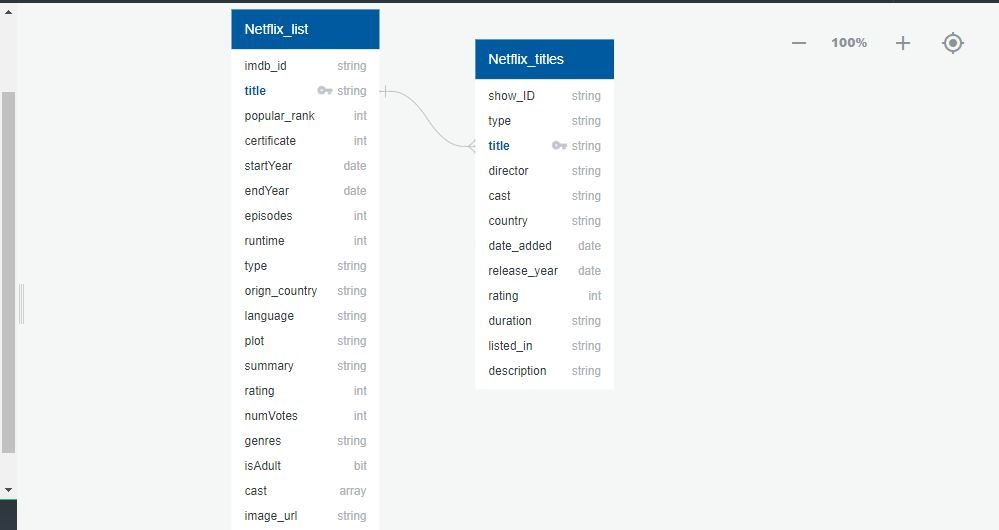 Netflix_list
imdb_id string
title string
popular_rank int
certificate int
startYear date
endYear date
episodes int
runtime int
type string
orign_country string
language string
plot string
summary string
rating int
numVotes int
genres string
isAdult bit
cast array
image_url string
Netflix_titles
show_ID string
type string
title string
director string
cast string
country string
date_added date
release_year date
rating int
duration string
listed_in string
description string
100%